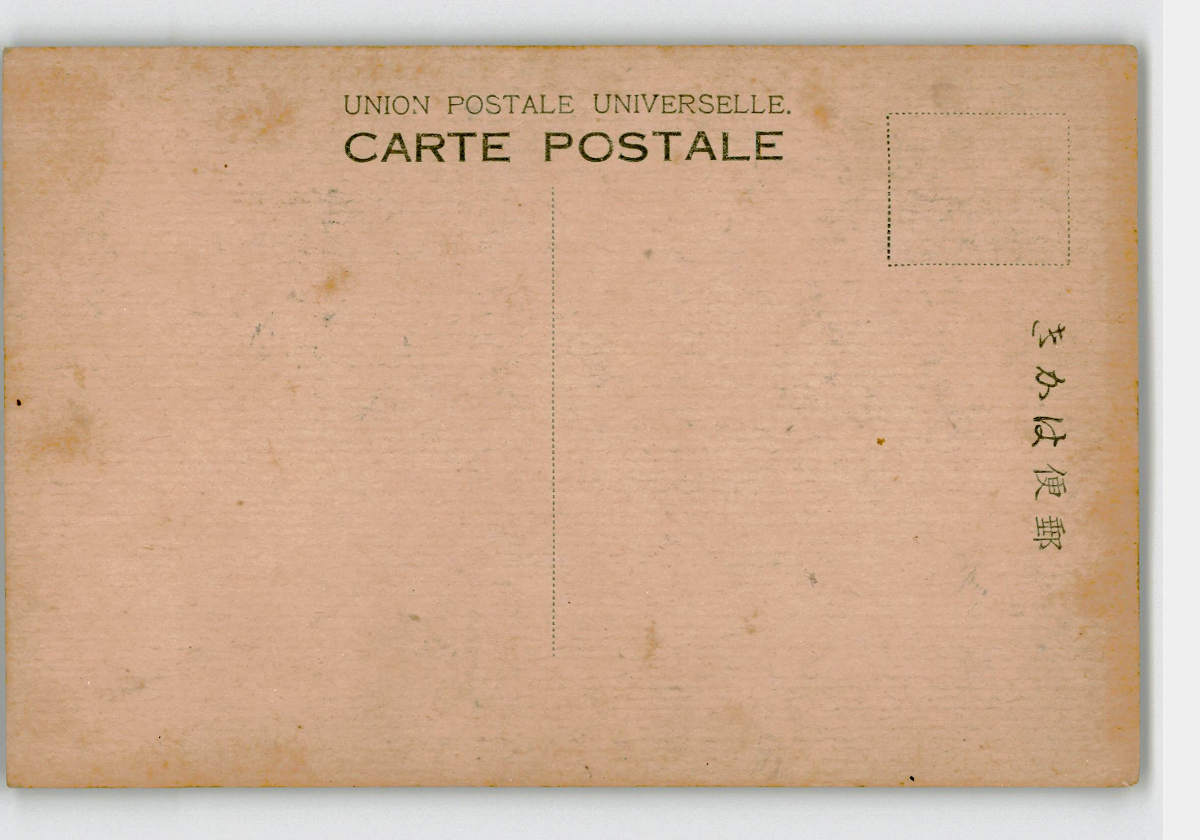 UNION POSTALE UNIVERSELLE.
CARTE POSTALE
郵便はかき